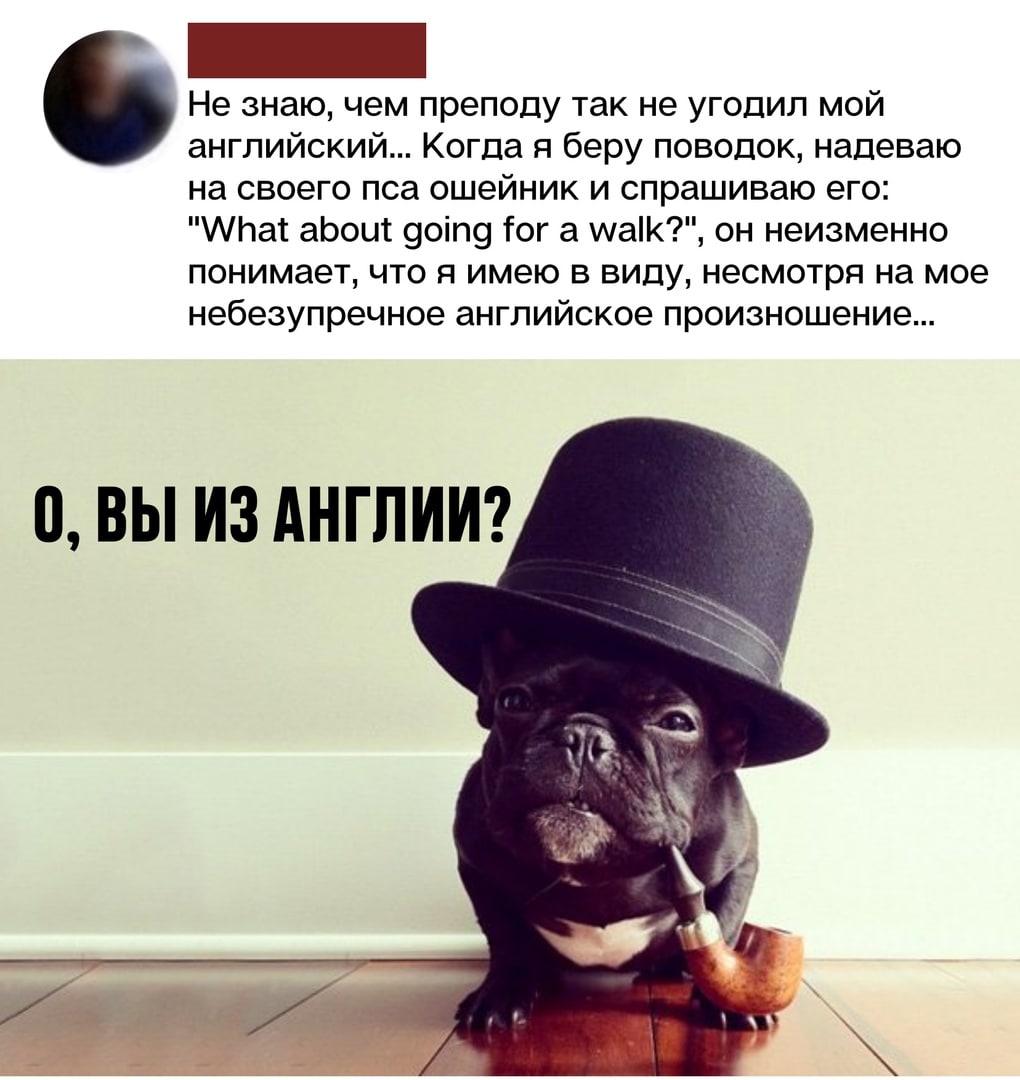 Не знаю, чем преподу так не угодил мой
английский... Когда я беру поводок, надеваю
на своего пса ошейник и спрашиваю его:
"What about going for a walk?", он неизменно
понимает, что я имею в виду, несмотря на мое
небезупречное английское произношение...
О, ВЫ ИЗ АНГЛИИ?